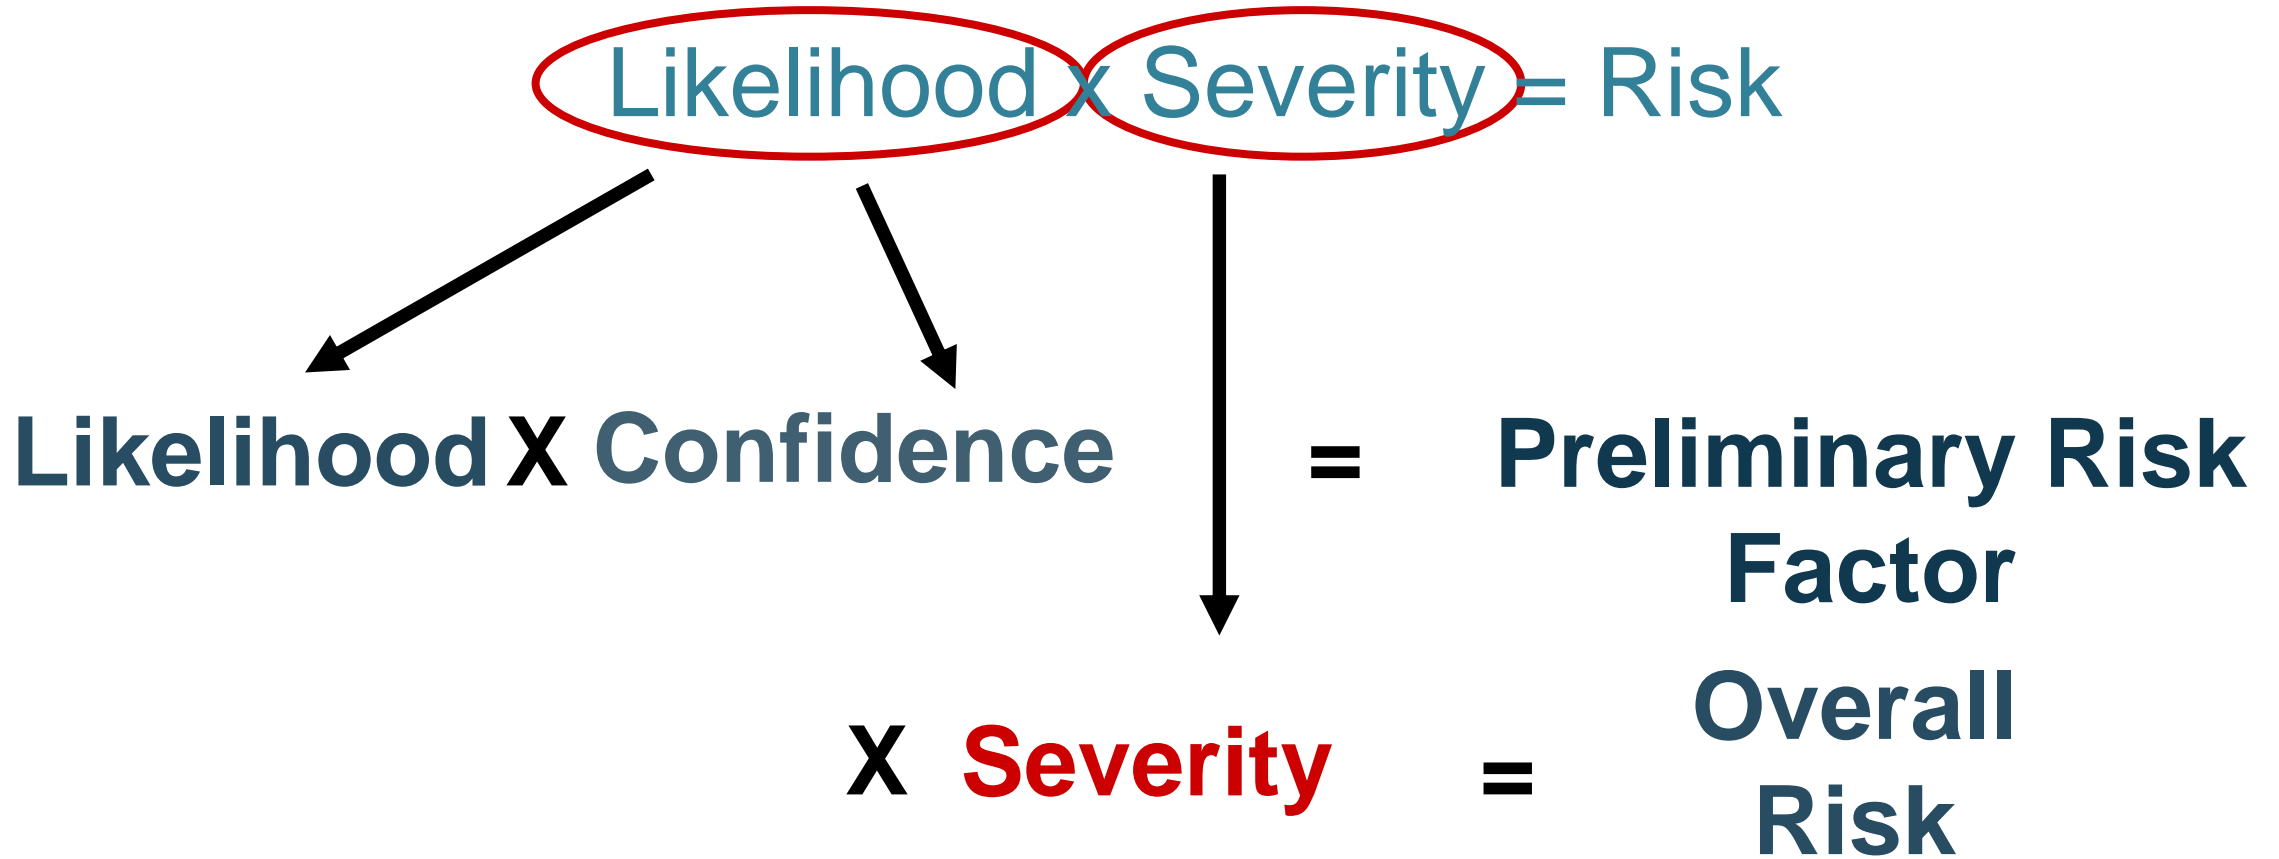 Likelihood x Severity = Risk
Likelihood X Confidence = Preliminary Risk
Factor
X Severity = Overall
Risk